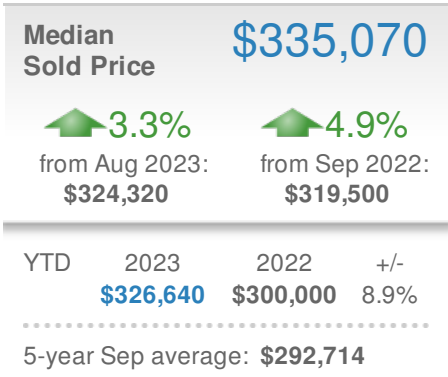 Median $335,070
Sold Price
3.3% 4.9%
from Aug 2023: from Sep 2022:
$324,320 $319,500
YTD 2023 2022 +/-
$326,640 $300,000 8.9%
5-year Sep average: $292,714